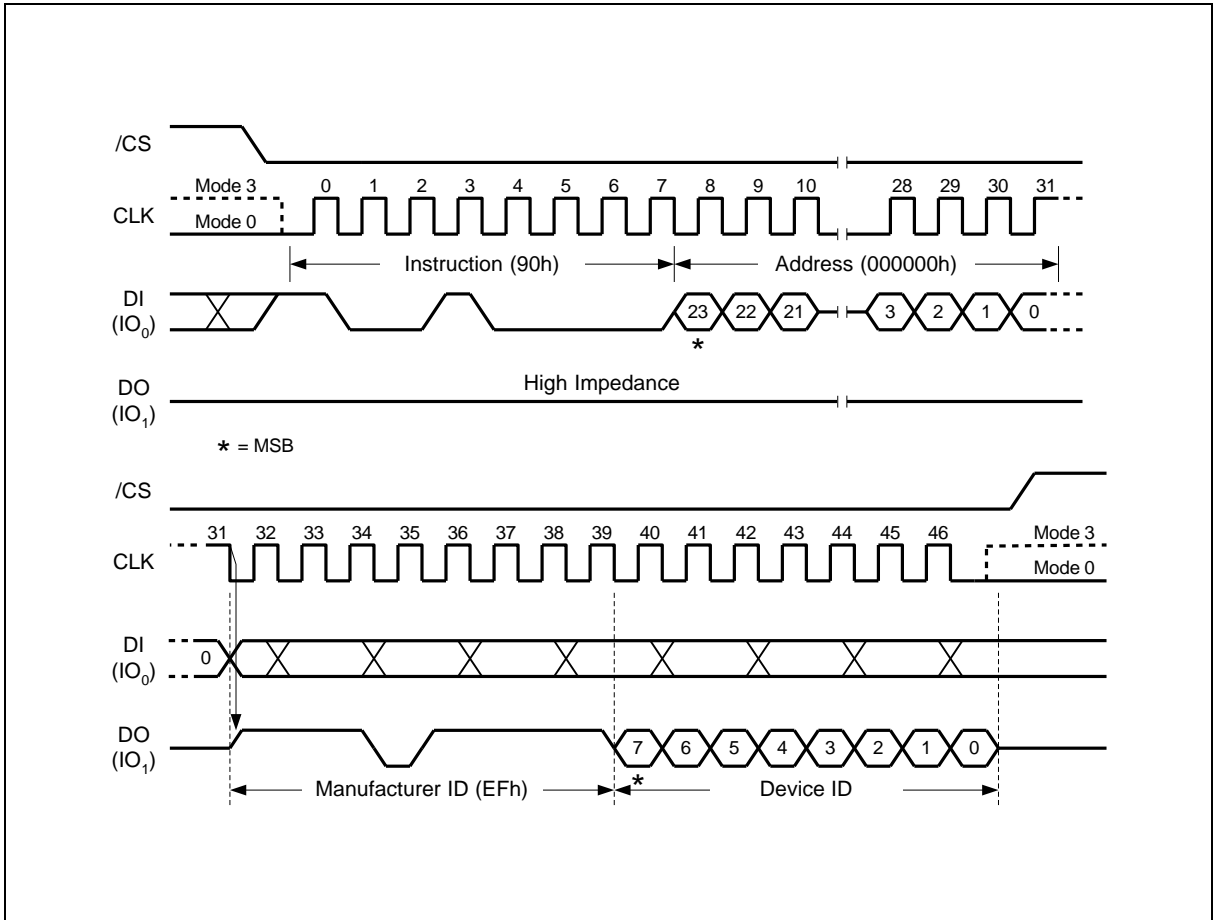 /CS
Mode 3 0 1 2 3 4 5 6 7 8 9 10 28 29 30 31
CLK
Mode 0
Instruction (90h) Address (000000h)
DI
(IO0) 23 22 21 3 2 1 0
*
High Impedance
DO
(IO1)
* = MSB
/CS
31 32 33 34 35 36 37 38 39 40 41 42 43 44 45 46 Mode 3
CLK
Mode 0
DI
(IO0) 0
DO
(IO1) 7 6 5 4 3 2 1 0
*
Manufacturer ID (EFh) Device ID